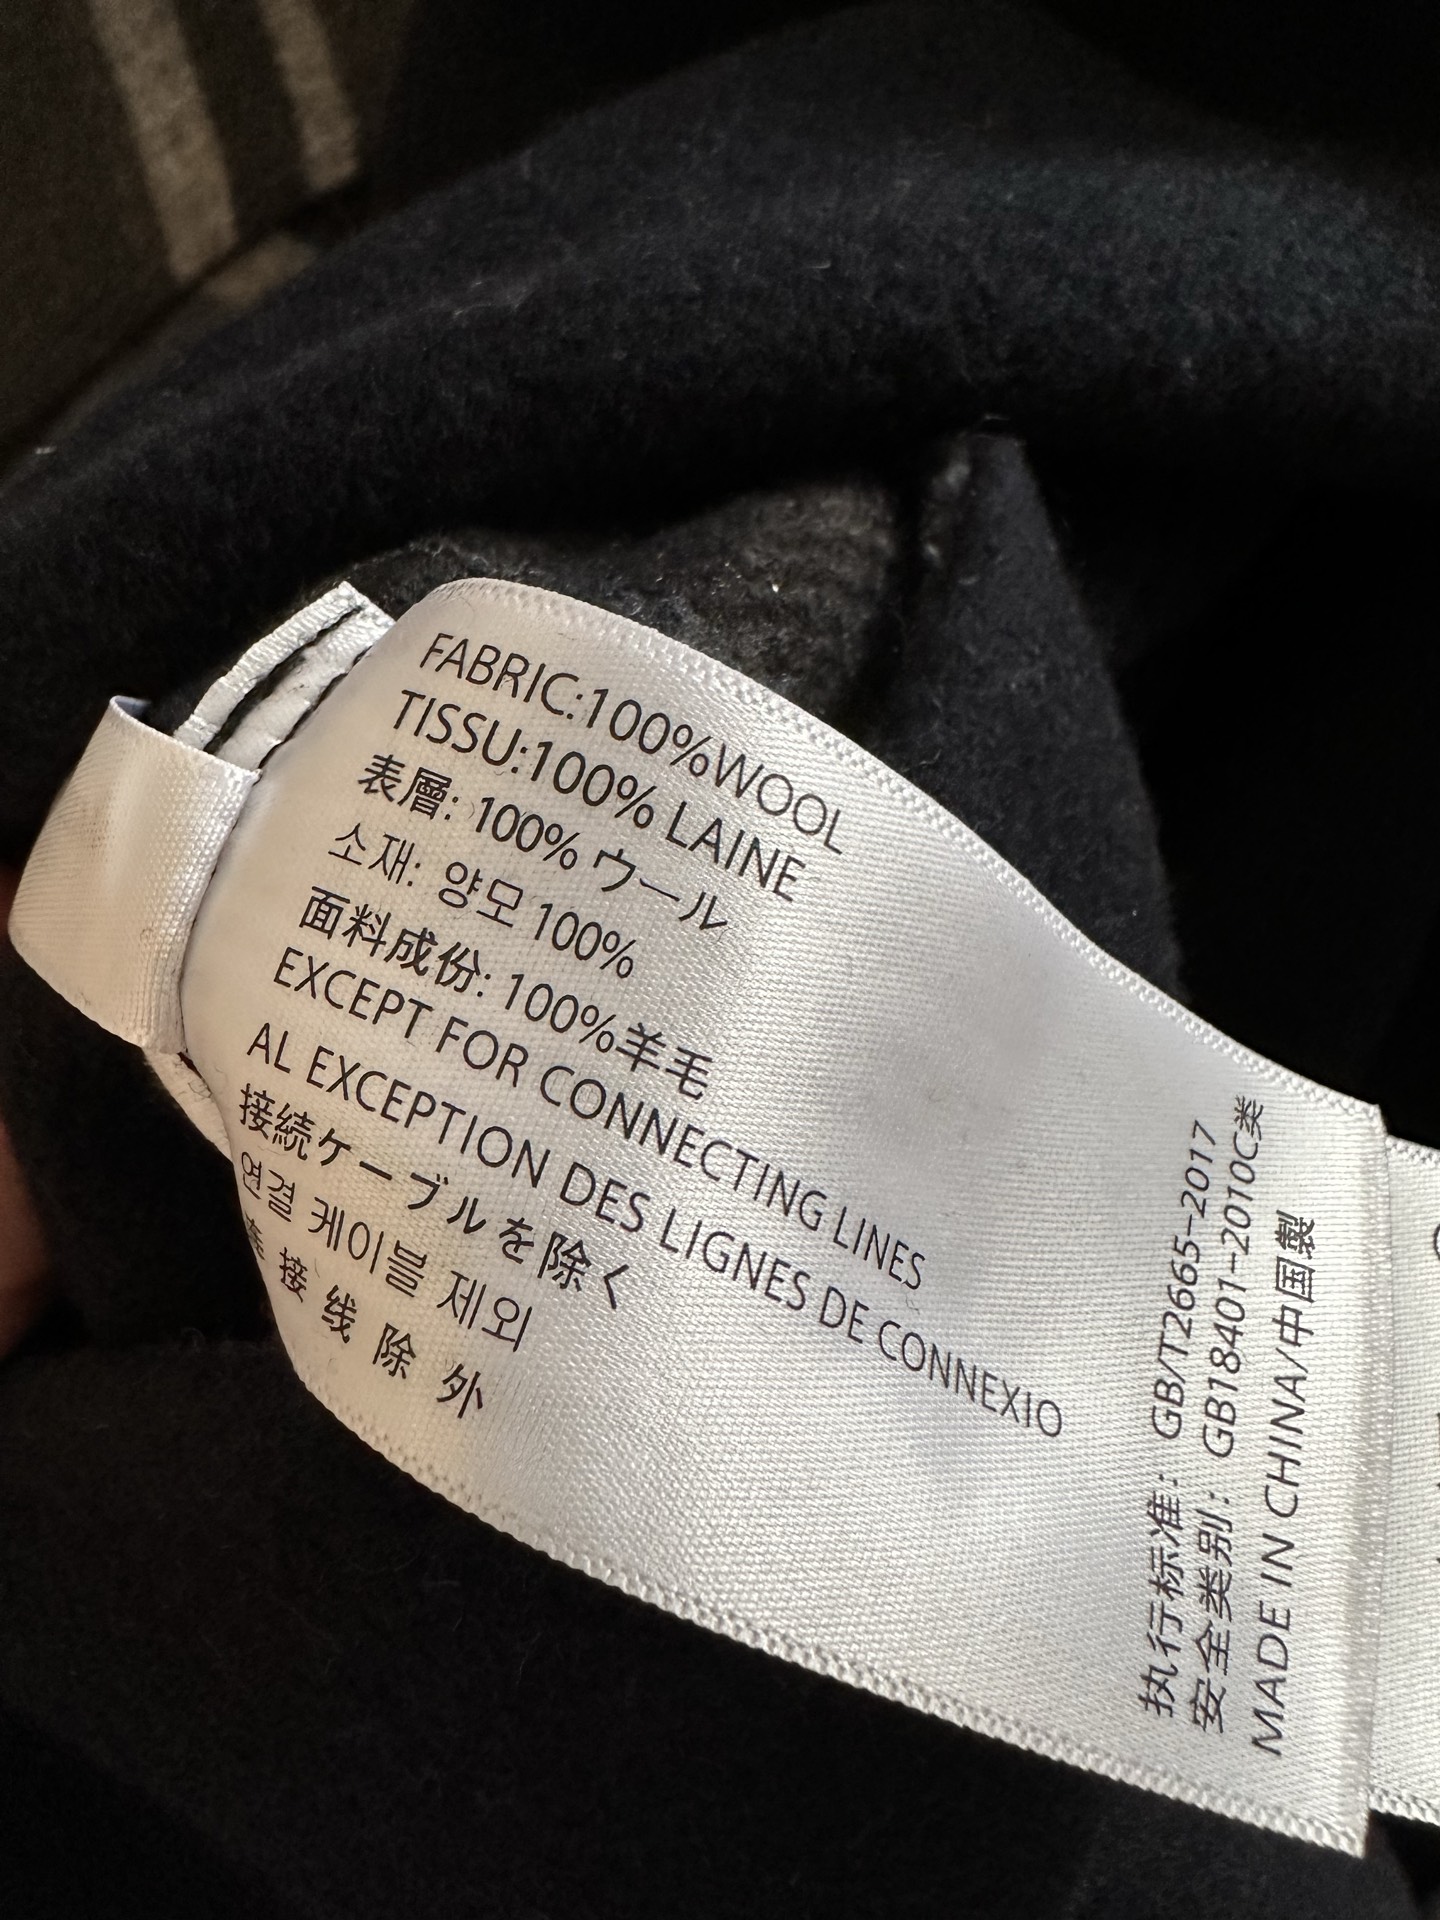 FABRIC:100%WOOL
TISSU:100% LAINE
表層: 100% ウール
소재: 양모 100%
面料成份: 100%羊毛
EXCEPT FOR CONNECTING LINES
AL EXCEPTION DES LIGNES DE CONNEXIO
接続ケーブルを除く
연결 케이블 제외
接 线 除 外
执行标准: GB/T2665-2017
安全类别: GB18401-2010C类
MADE IN CHINA/中国製